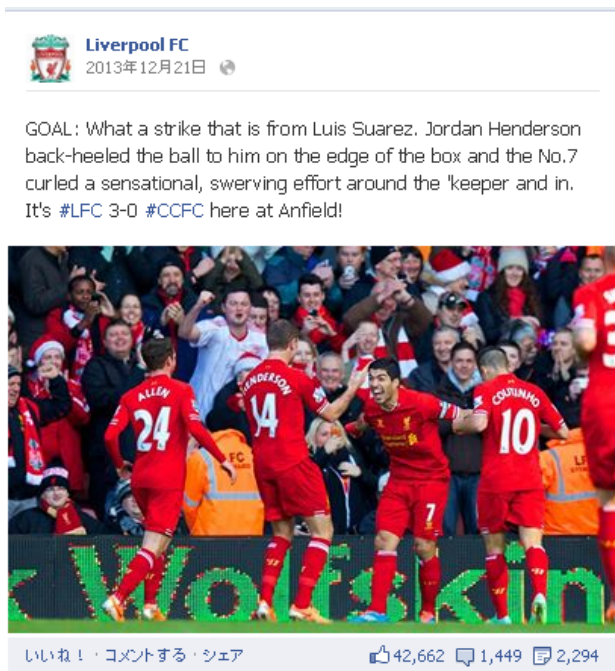 Liverpool FC
2013年12月21日
GOAL: What a strike that is from Luis Suarez. Jordan Henderson
back-heeled the ball to him on the edge of the box and the No.7
curled a sensational, swerving effort around the 'keeper and in.
It's #LFC 3-0 #CCFC here at Anfield!
ALLEN
24
HENDERSON
14
7
COUTINHO
10
3
FC
Wolfskin
いいね！・コメントする・シェア
42,662 1,449 2,294